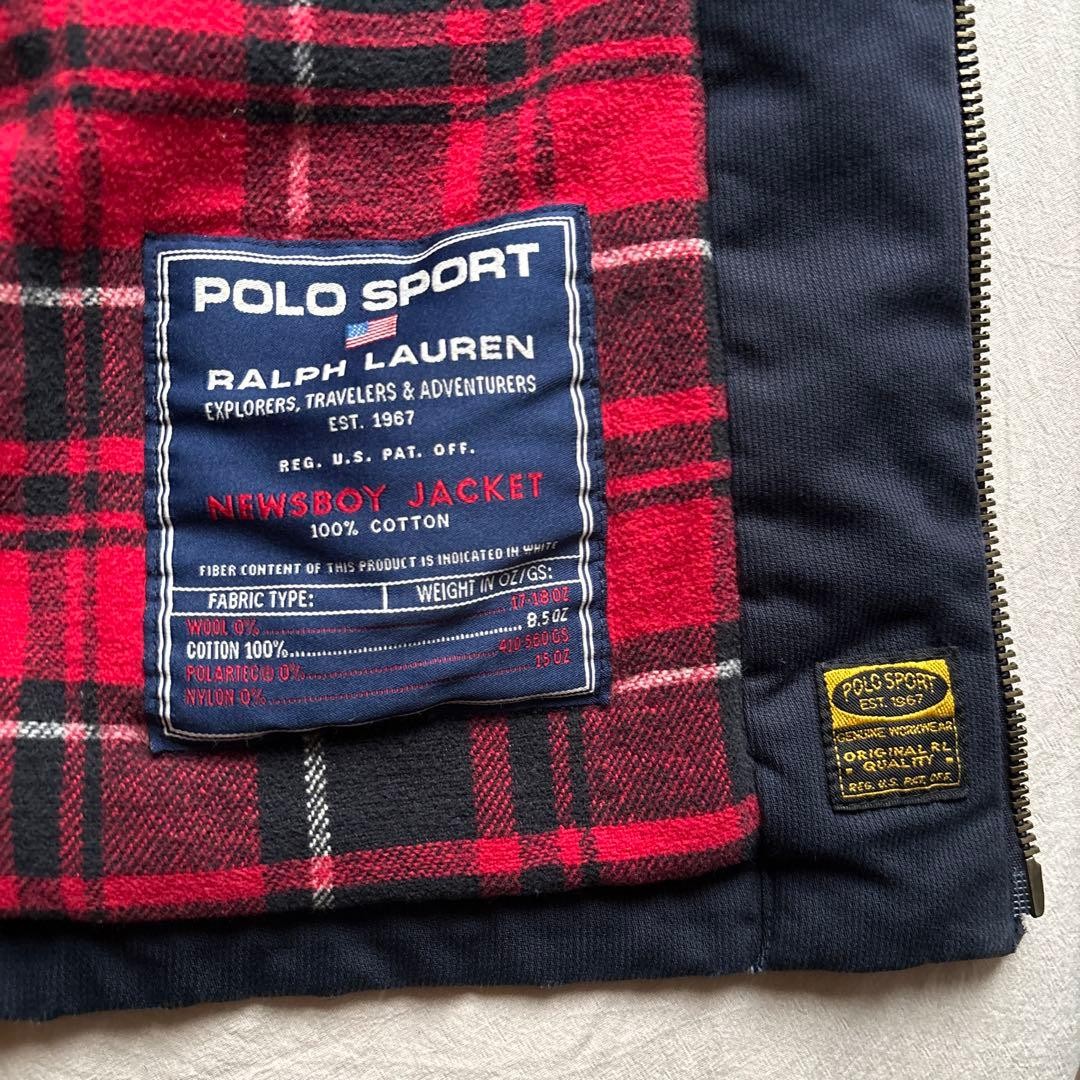 POLO SPORT
RALPH LAUREN
EXPLORERS, TRAVELERS & ADVENTURERS
EST. 1967
REG. U.S. PAT. OFF.
NEWSBOY JACKET
100% COTTON
FIBER CONTENT OF THIS PRODUCT IS INDICATED IN WHITE
FABRIC TYPE: WEIGHT IN OZ/GS:
WOOL 0%........17-18 OZ
COTTON 100%........8.5 OZ
POLARTEC® 0%........410-560 GS
NYLON 0%........15 OZ
POLO SPORT
EST. 1967
GENUINE WORKWEAR
ORIGINAL RL
"QUALITY"
REG. U.S. PAT. OFF.